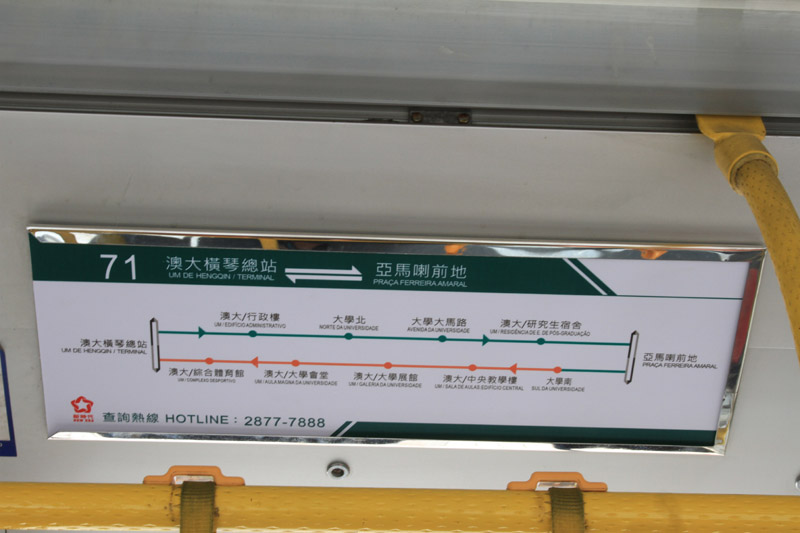 71
澳大橫琴總站
UM DE HENGQIN / TERMINAL
亞馬喇前地
PRAÇA FERREIRA AMARAL
澳大/行政樓
UM / EDIFÍCIO ADMINISTRATIVO
大學北
NORTE DA UNIVERSIDADE
大學大馬路
AVENIDA DA UNIVERSIDADE
澳大/研究生宿舍
UM / RESIDÊNCIA DE E. DE PÓS-GRADUAÇÃO
澳大橫琴總站
UM DE HENGQIN / TERMINAL
亞馬喇前地
PRAÇA FERREIRA AMARAL
澳大/綜合體育館
UM / COMPLEXO DESPORTIVO
澳大/大學會堂
UM / AULA MAGNA DA UNIVERSIDADE
澳大/大學展館
UM / GALERIA DA UNIVERSIDADE
澳大/中央教學樓
UM / SALA DE AULAS EDIFÍCIO CENTRAL
大學南
SUL DA UNIVERSIDADE
新時代
NEW ERA
查詢熱線 HOTLINE：2877-7888